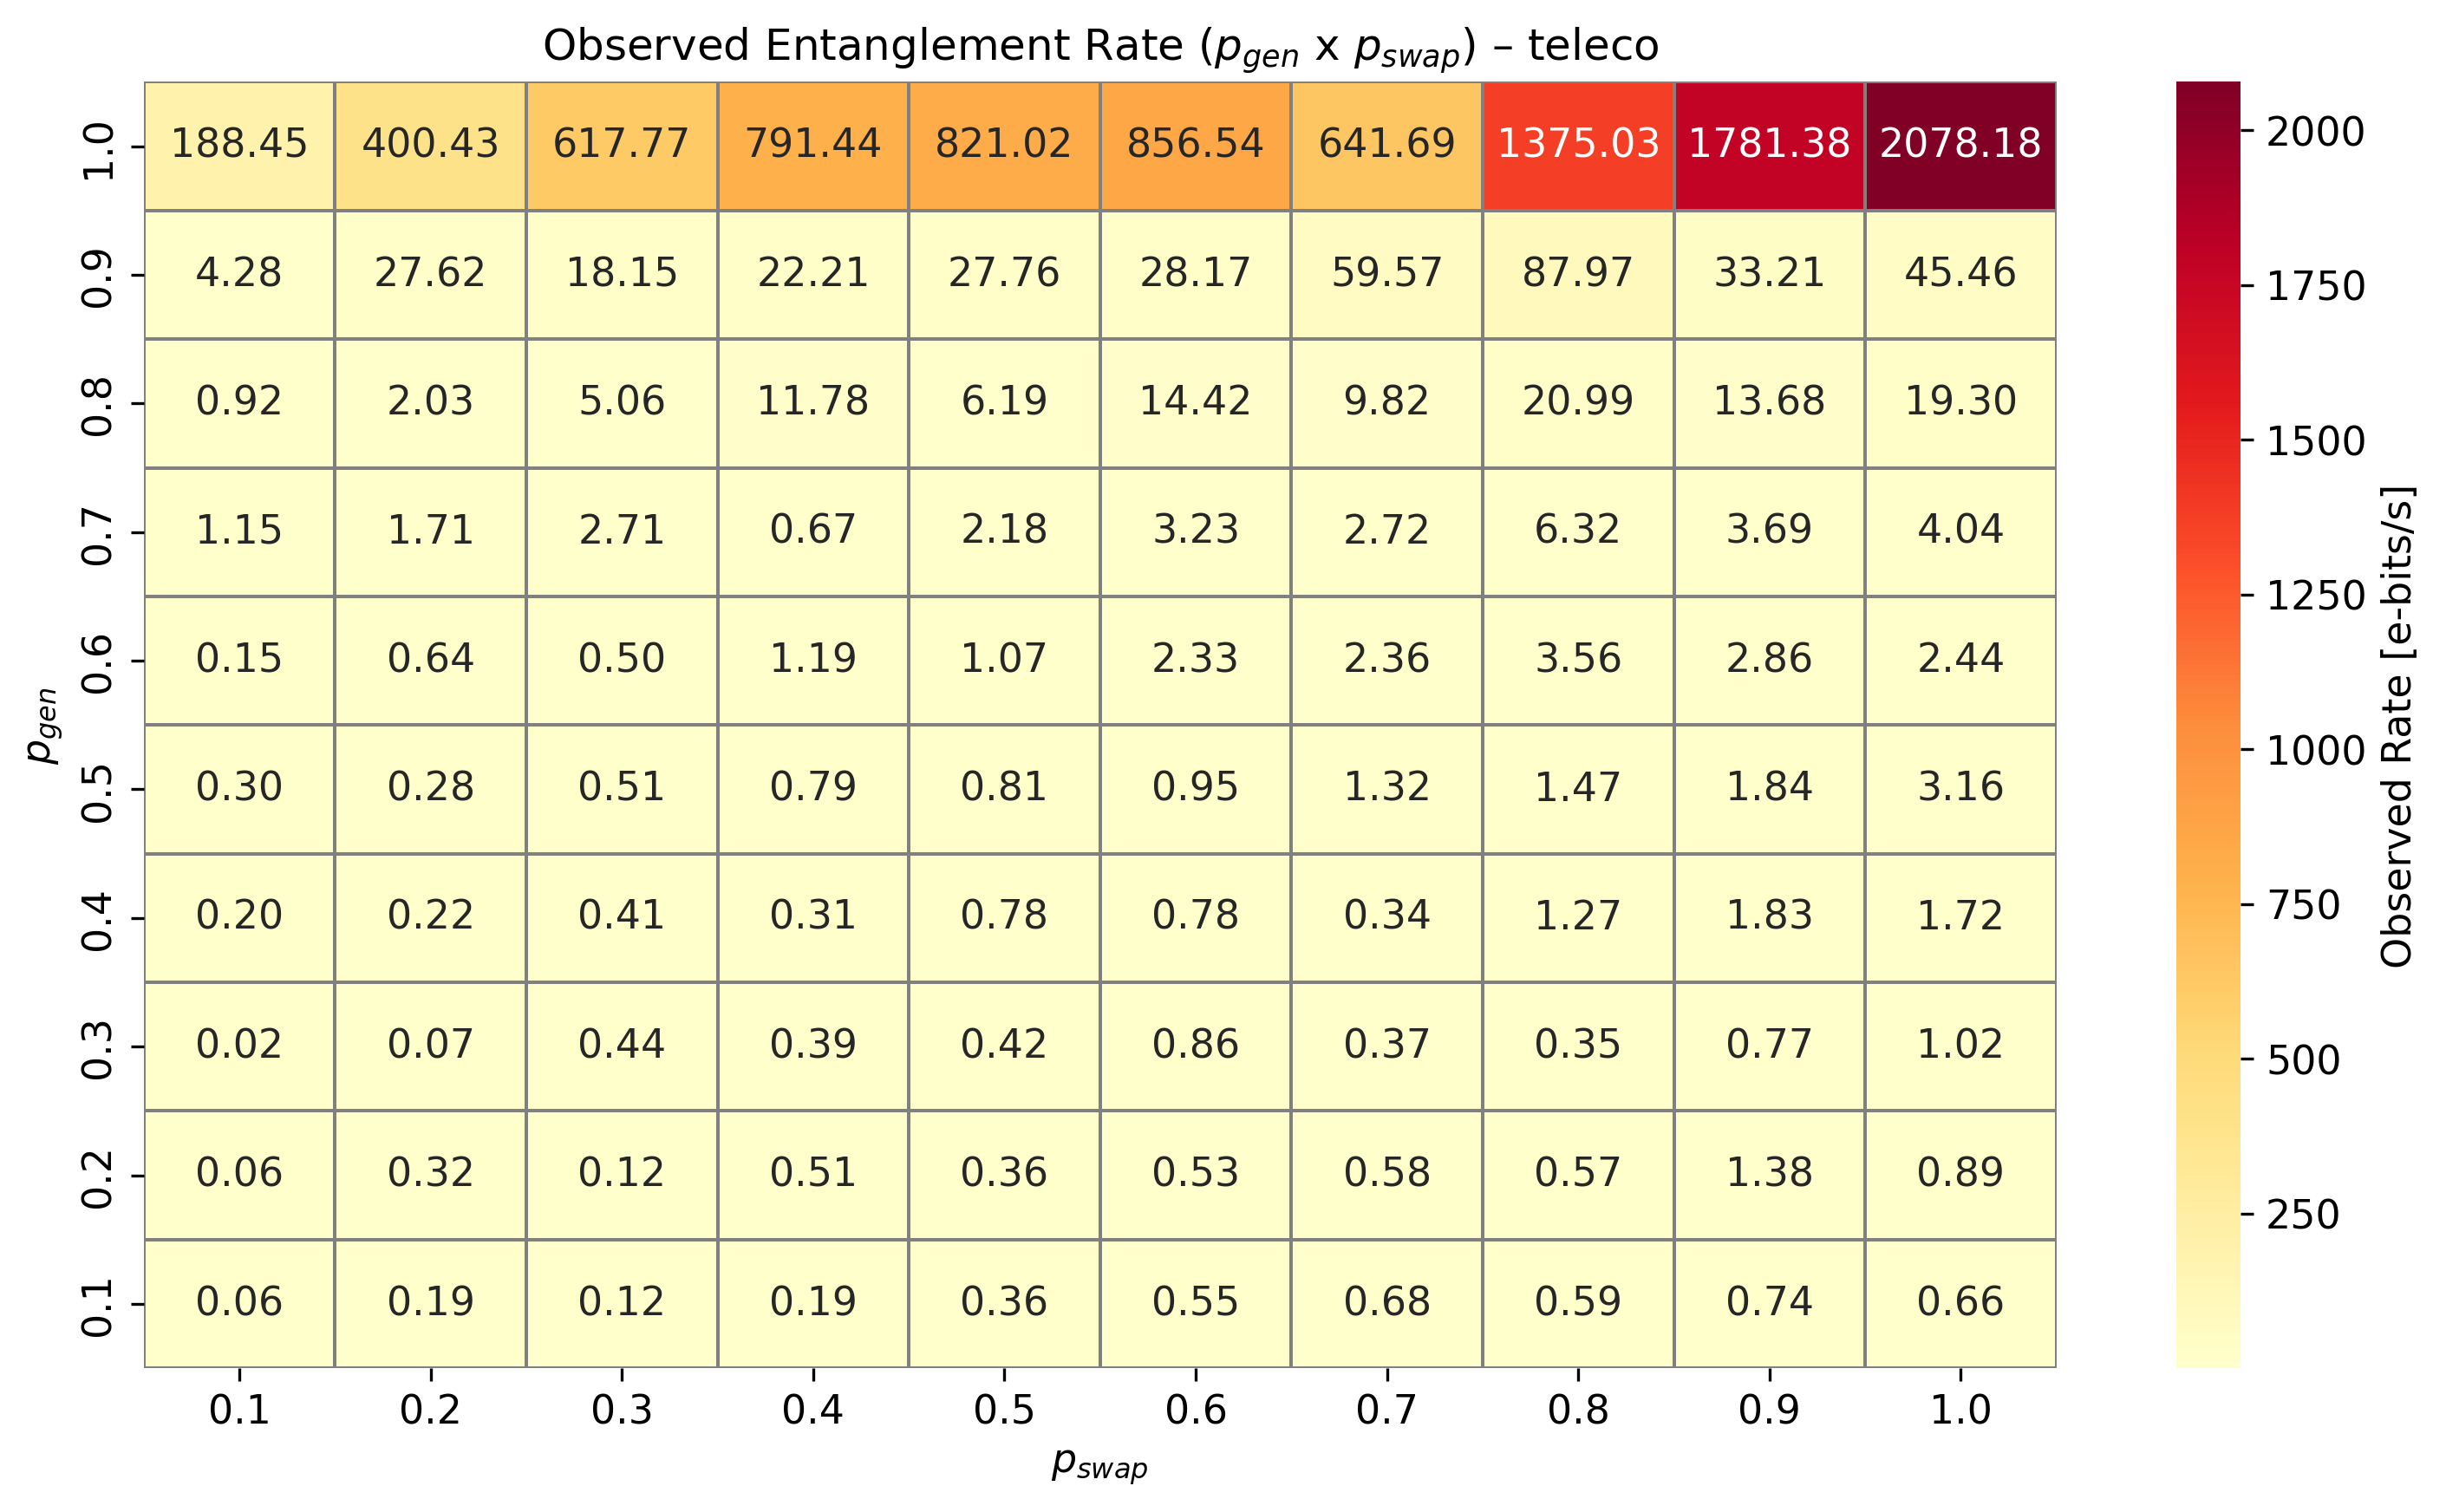 Observed Entanglement Rate (p_gen x p_swap) – teleco
1.0 188.45 400.43 617.77 791.44 821.02 856.54 641.69 1375.03 1781.38 2078.18
0.9 4.28 27.62 18.15 22.21 27.76 28.17 59.57 87.97 33.21 45.46
0.8 0.92 2.03 5.06 11.78 6.19 14.42 9.82 20.99 13.68 19.30
0.7 1.15 1.71 2.71 0.67 2.18 3.23 2.72 6.32 3.69 4.04
0.6 0.15 0.64 0.50 1.19 1.07 2.33 2.36 3.56 2.86 2.44
0.5 0.30 0.28 0.51 0.79 0.81 0.95 1.32 1.47 1.84 3.16
0.4 0.20 0.22 0.41 0.31 0.78 0.78 0.34 1.27 1.83 1.72
0.3 0.02 0.07 0.44 0.39 0.42 0.86 0.37 0.35 0.77 1.02
0.2 0.06 0.32 0.12 0.51 0.36 0.53 0.58 0.57 1.38 0.89
0.1 0.06 0.19 0.12 0.19 0.36 0.55 0.68 0.59 0.74 0.66
0.1 0.2 0.3 0.4 0.5 0.6 0.7 0.8 0.9 1.0
p_swap
p_gen
2000
1750
1500
1250
1000
750
500
250
Observed Rate [e-bits/s]